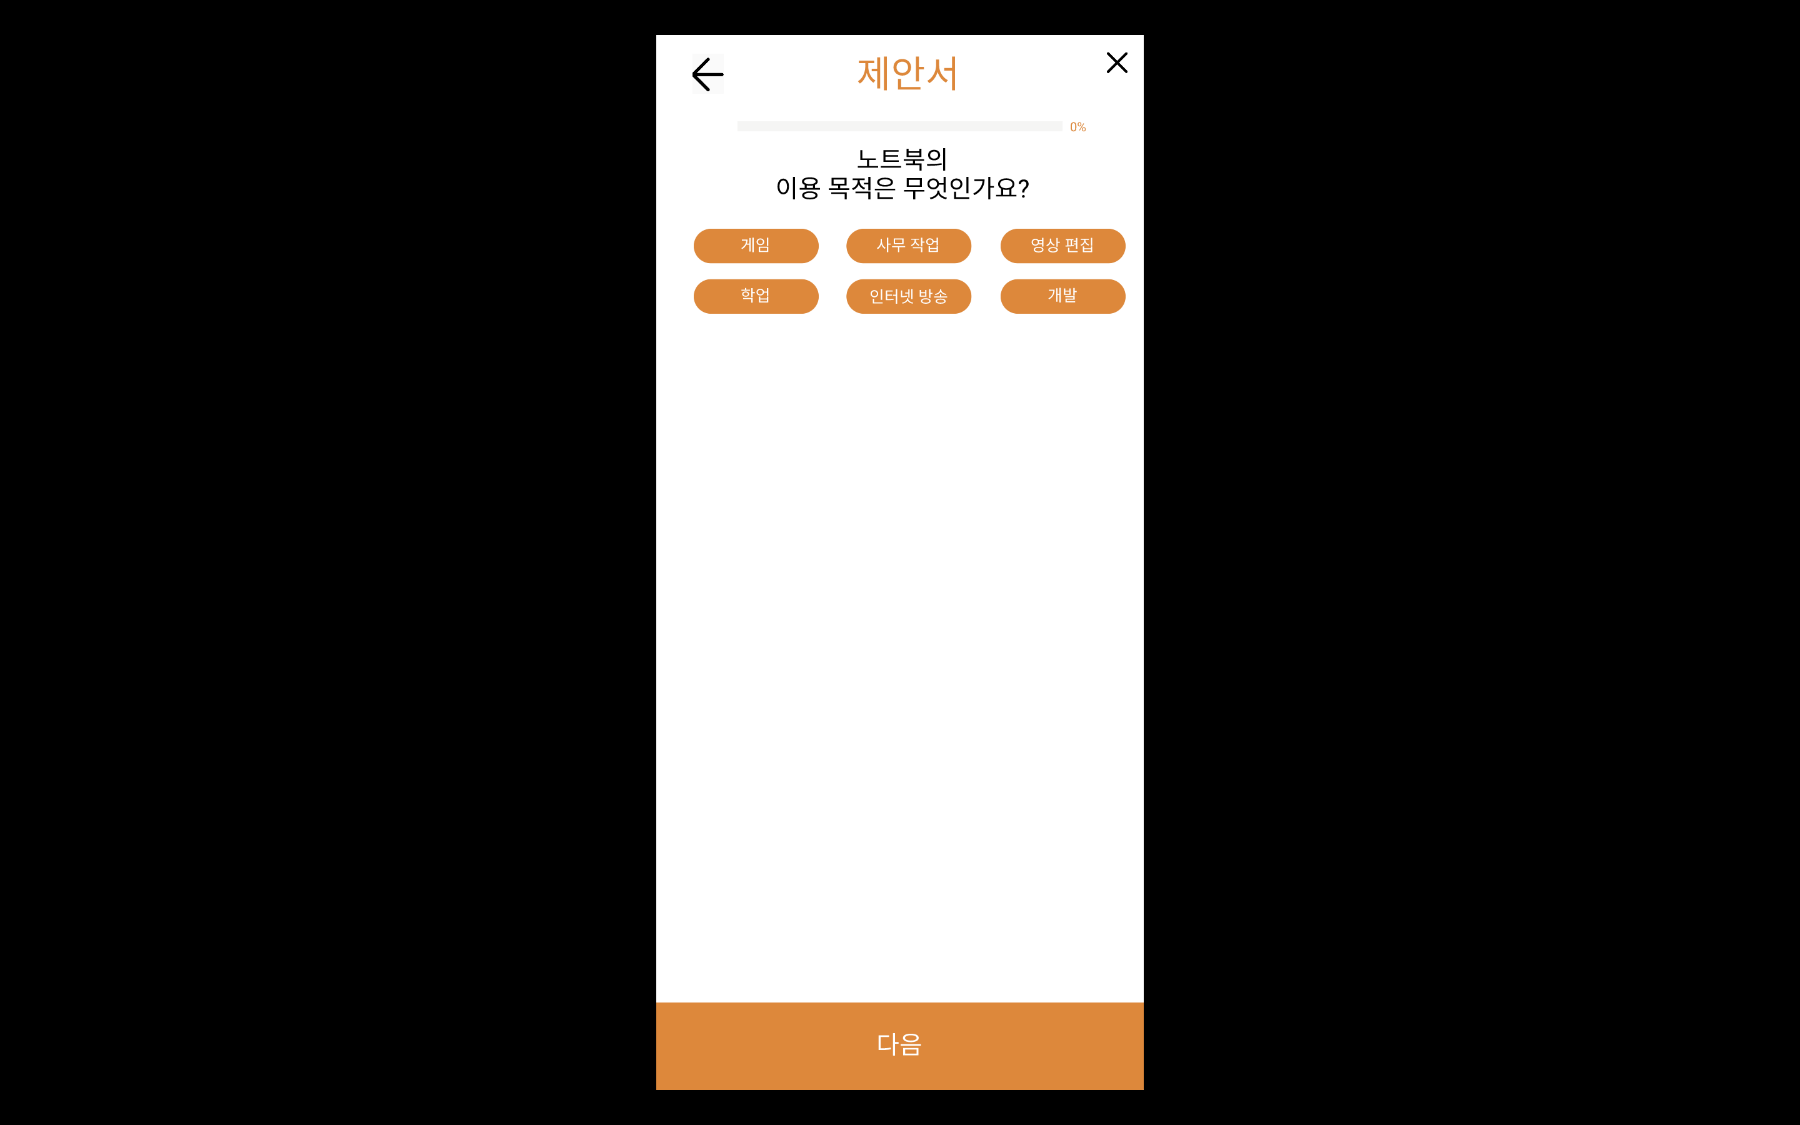 제안서
0%
노트북의
이용 목적은 무엇인가요?
게임 사무 작업 영상 편집
학업 인터넷 방송 개발
다음